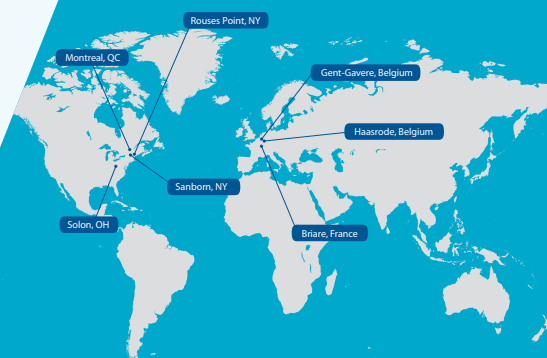 Rouses Point, NY
Montreal, QC
Gent-Gavere, Belgium
Haasrode, Belgium
Sanborn, NY
Solon, OH
Briare, France